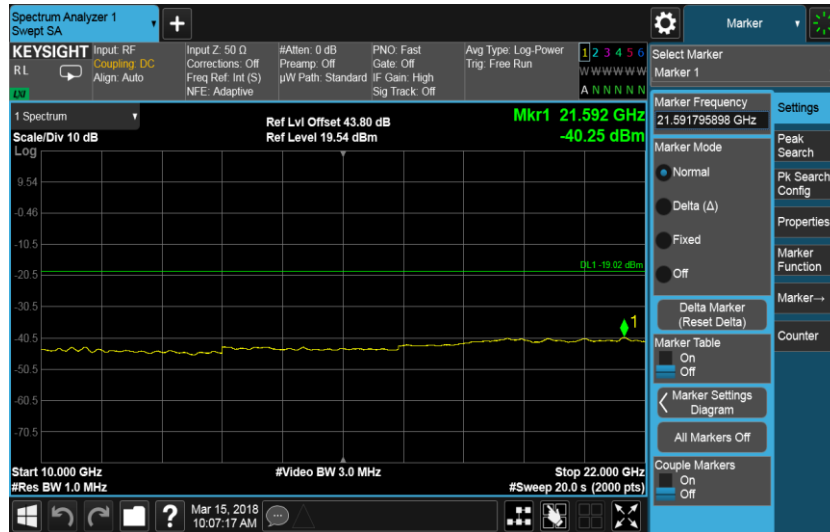 Spectrum Analyzer 1
Swept SA
Marker
KEYSIGHT
RL
LXI
Input: RF
Coupling: DC
Align: Auto
Input Z: 50 Ω
Corrections: Off
Freq Ref: Int (S)
NFE: Adaptive
#Atten: 0 dB
Preamp: Off
µW Path: Standard
PNO: Fast
Gate: Off
IF Gain: High
Sig Track: Off
Avg Type: Log-Power
Trig: Free Run
1 2 3 4 5 6
W W W W W W
A N N N N N
Select Marker
Marker 1
1 Spectrum
Scale/Div 10 dB
Log
Ref Lvl Offset 43.80 dB
Ref Level 19.54 dBm
Mkr1 21.592 GHz
-40.25 dBm
9.54
-0.46
-10.5
-20.5
-30.5
-40.5
-50.5
-60.5
-70.5
DL1 -19.02 dBm
1
Start 10.000 GHz
#Res BW 1.0 MHz
#Video BW 3.0 MHz
Stop 22.000 GHz
#Sweep 20.0 s (2000 pts)
Marker Frequency
21.591795898 GHz
Marker Mode
Normal
Delta (Δ)
Fixed
Off
Delta Marker
(Reset Delta)
Marker Table
On
Off
Marker Settings
Diagram
All Markers Off
Couple Markers
On
Off
Settings
Peak
Search
Pk Search
Config
Properties
Marker
Function
Marker→
Counter
?
Mar 15, 2018
10:07:17 AM